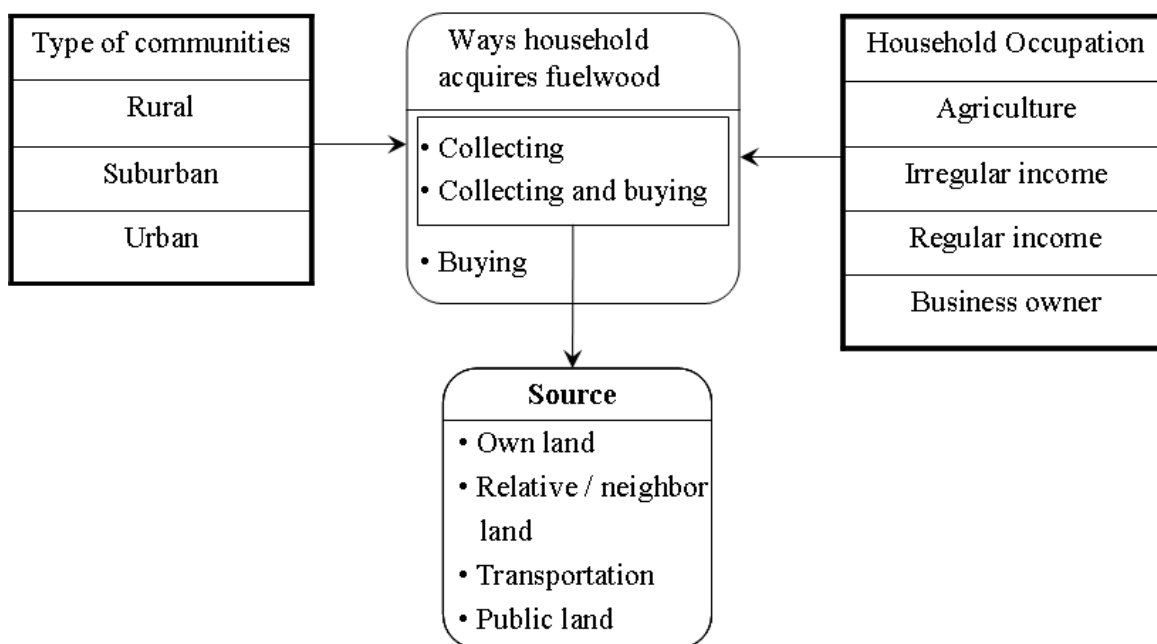 Type of communities
Rural
Suburban
Urban
Ways household
acquires fuelwood
• Collecting
• Collecting and buying
• Buying
Household Occupation
Agriculture
Irregular income
Regular income
Business owner
Source
• Own land
• Relative / neighbor
land
• Transportation
• Public land